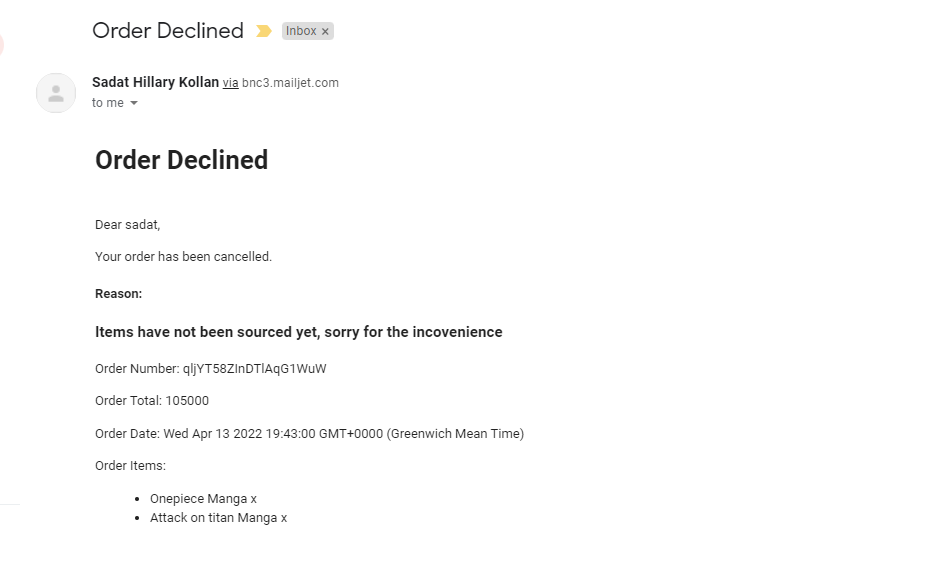 Order Declined
Inbox ×
Sadat Hillary Kollan via bnc3.mailjet.com
to me
Order Declined
Dear sadat,
Your order has been cancelled.
Reason:
Items have not been sourced yet, sorry for the incovenience
Order Number: qljYT58ZInDTlAqG1WuW
Order Total: 105000
Order Date: Wed Apr 13 2022 19:43:00 GMT+0000 (Greenwich Mean Time)
Order Items:
• Onepiece Manga x
• Attack on titan Manga x